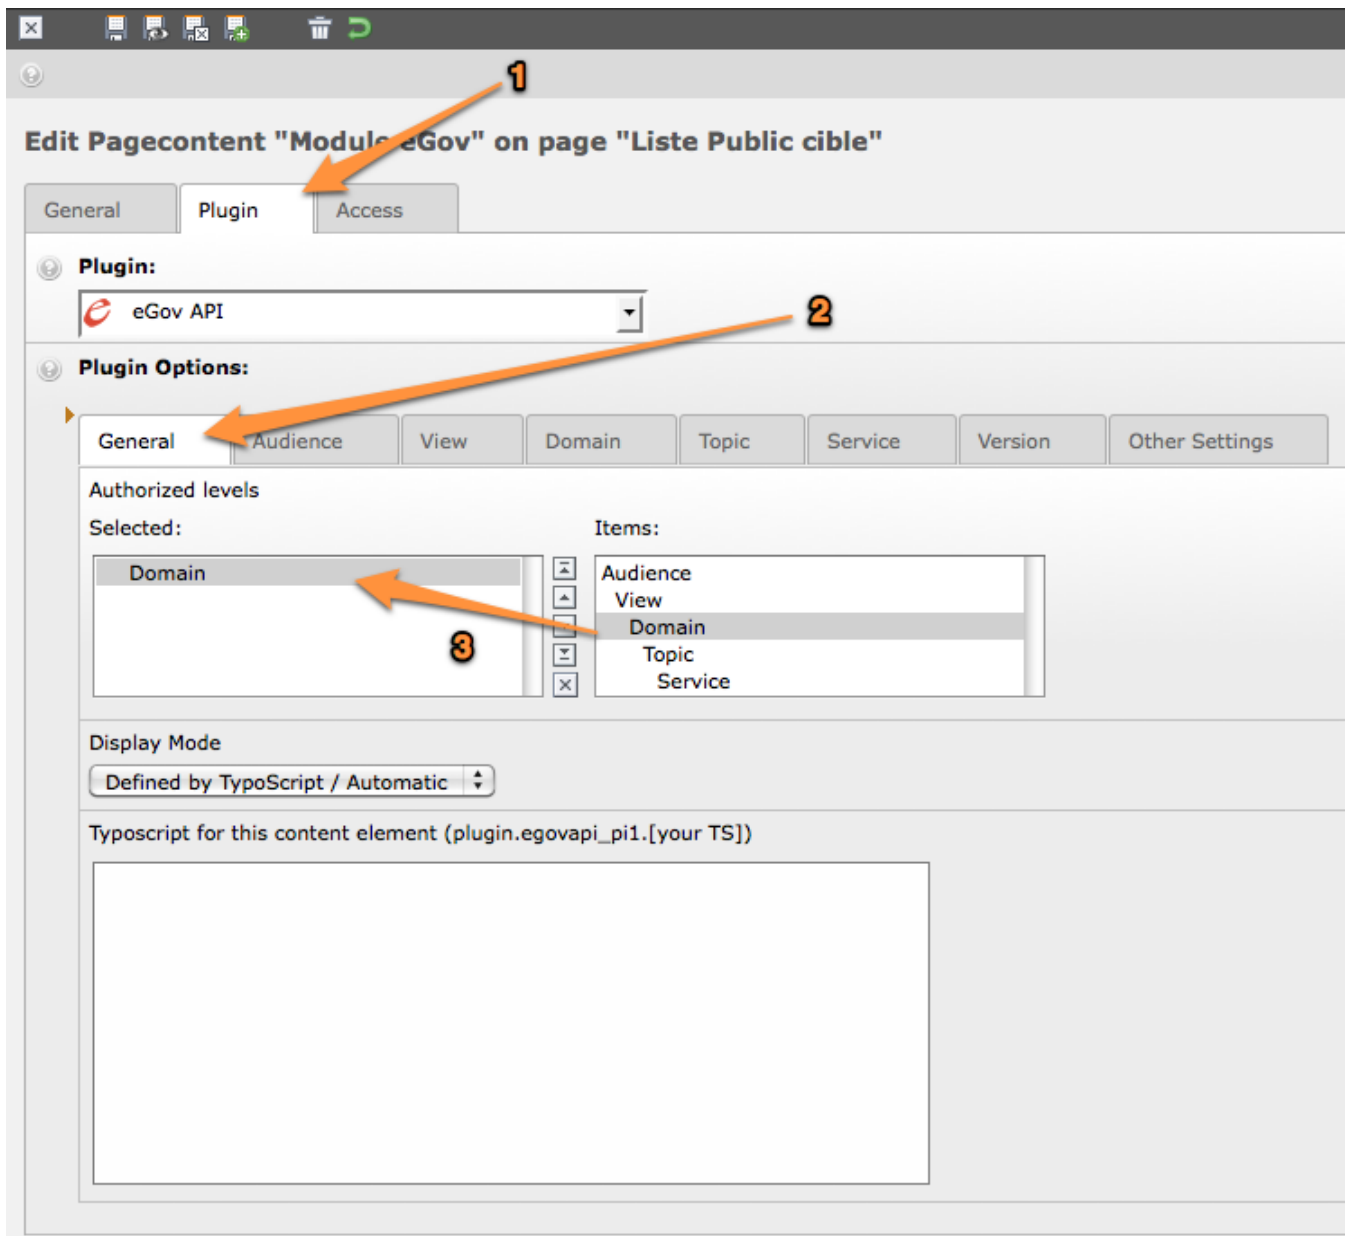 1
Edit Pagecontent "Module eGov" on page "Liste Public cible"
General Plugin Access
Plugin:
eGov API
2
Plugin Options:
General Audience View Domain Topic Service Version Other Settings
Authorized levels
Selected: Items:
Domain Audience
View
Domain
3 Topic
Service
Display Mode
Defined by TypoScript / Automatic
Typoscript for this content element (plugin.egovapi_pi1.[your TS])